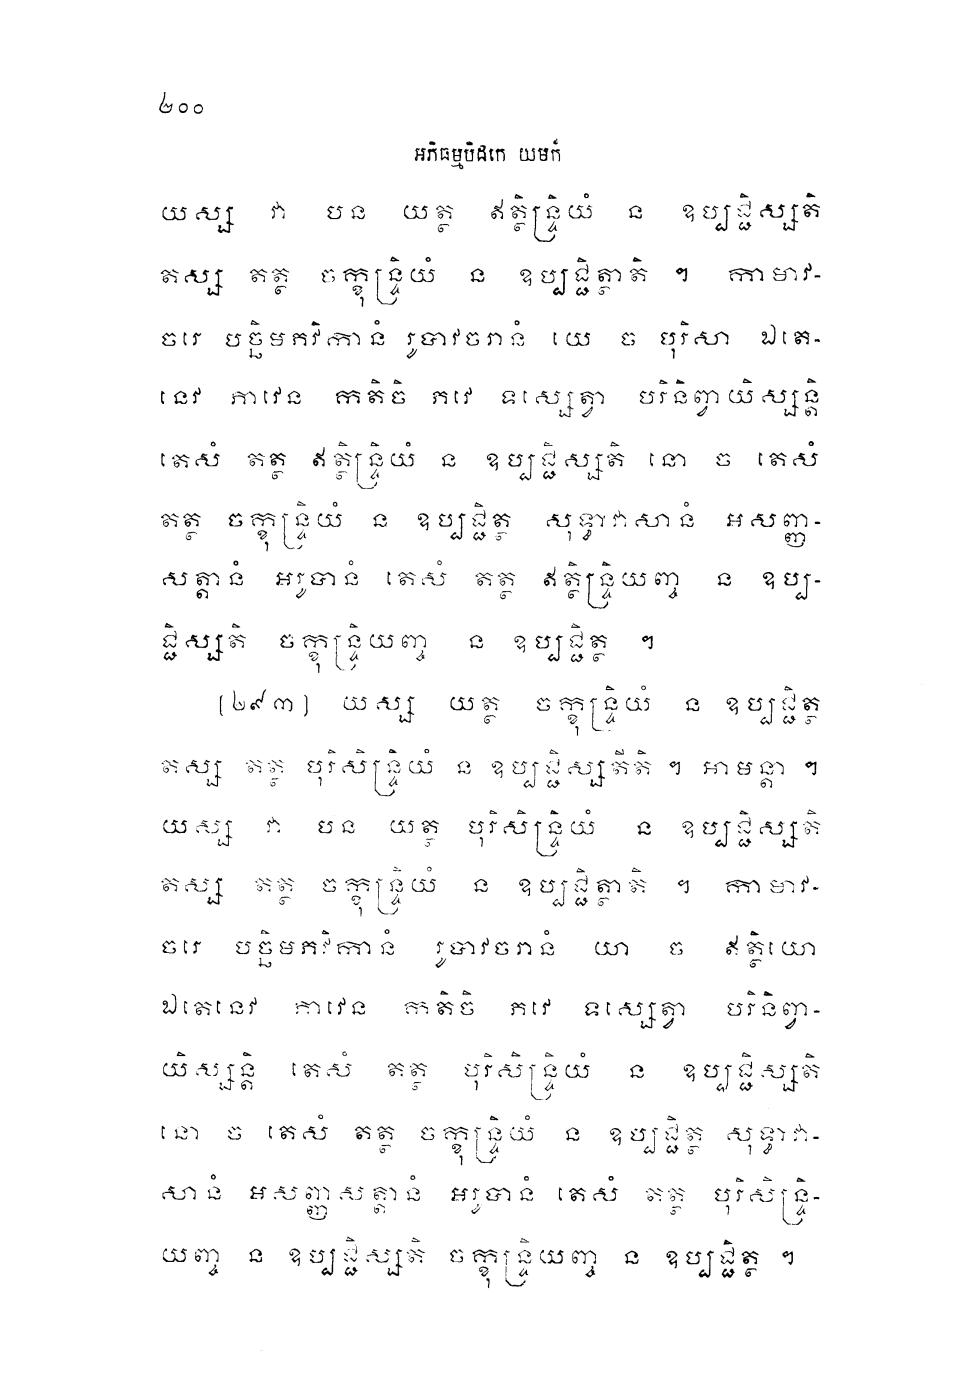 ២០០
អភិធម្មបិដកេ យមកំ
យស្ស វា បន យត្ថ ឥត្ថិន្ទ្រិយំ ន ឧប្បជ្ជិស្សតិ
តស្ស តត្ថ ចក្ខុន្ទ្រិយំ ន ឧប្បជ្ជិត្ថាតិ ។ កាមាវ-
ចរេ បច្ឆិមភវិកានំ រូបាវចរានំ យេ ច បុរិសា ឯតេ-
នេវ ភាវេន កតិចិ ភវេ ទស្សេត្វា បរិនិព្វាយិស្សន្តិ
តេសំ តត្ថ ឥត្ថិន្ទ្រិយំ ន ឧប្បជ្ជិស្សតិ នោ ច តេសំ
តត្ថ ចក្ខុន្ទ្រិយំ ន ឧប្បជ្ជិត្ថ សុទ្ធាវាសានំ អសញ្ញ-
សត្តានំ អរូបានំ តេសំ តត្ថ ឥត្ថិន្ទ្រិយញ្ច ន ឧប្ប-
ជ្ជិស្សតិ ចក្ខុន្ទ្រិយញ្ច ន ឧប្បជ្ជិត្ថ ។
(២៩៣) យស្ស យត្ថ ចក្ខុន្ទ្រិយំ ន ឧប្បជ្ជិត្ថ
តស្ស តត្ថ បុរិសិន្ទ្រិយំ ន ឧប្បជ្ជិស្សតីតិ ។ អាមន្តា ។
យស្ស វា បន យត្ថ បុរិសិន្ទ្រិយំ ន ឧប្បជ្ជិស្សតិ
តស្ស តត្ថ ចក្ខុន្ទ្រិយំ ន ឧប្បជ្ជិត្ថាតិ ។ កាមាវ-
ចរេ បច្ឆិមភវិកានំ រូបាវចរានំ យា ច ឥត្ថិយោ
ឯតេនេវ ភាវេន កតិចិ ភវេ ទស្សេត្វា បរិនិព្វា-
យិស្សន្តិ តេសំ តត្ថ បុរិសិន្ទ្រិយំ ន ឧប្បជ្ជិស្សតិ
នោ ច តេសំ តត្ថ ចក្ខុន្ទ្រិយំ ន ឧប្បជ្ជិត្ថ សុទ្ធាវា-
សានំ អសញ្ញសត្តានំ អរូបានំ តេសំ តត្ថ បុរិសិន្ទ្រិ-
យញ្ច ន ឧប្បជ្ជិស្សតិ ចក្ខុន្ទ្រិយញ្ច ន ឧប្បជ្ជិត្ថ ។